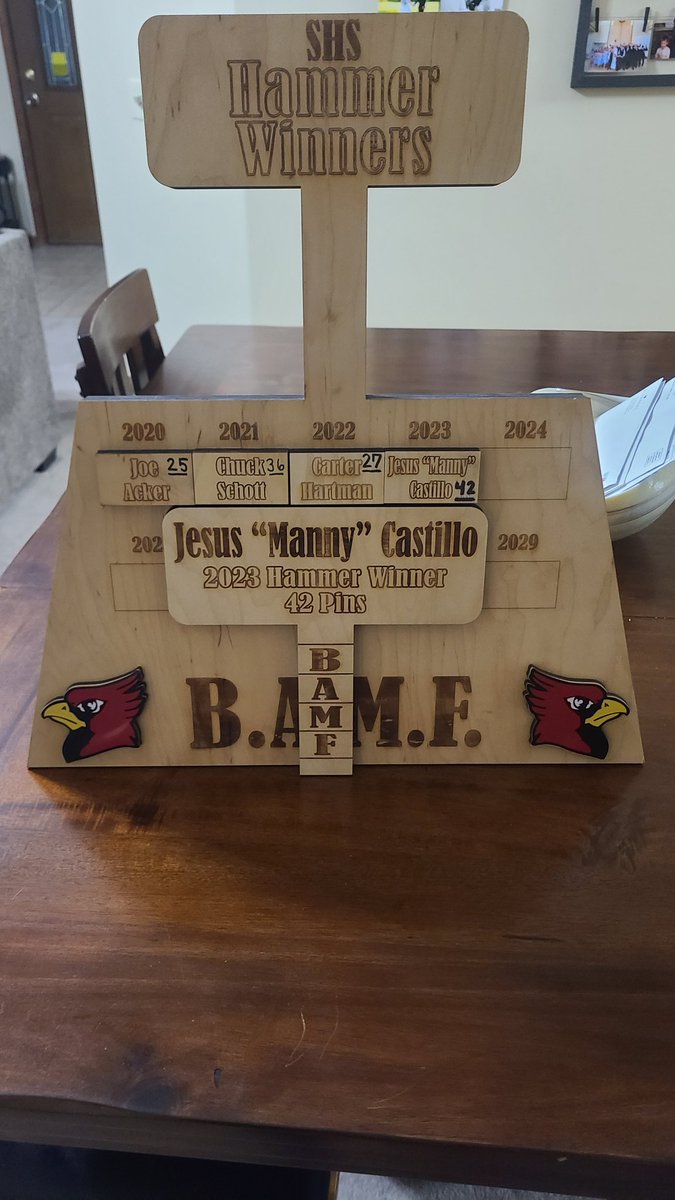 SHS
Hammer
Winners
2020 2021 2022 2023 2024
Joe 25 Chuck 36 Carter 27 Jesus "Manny"
Acker Schott Hartman Castillo 42
202 2029
Jesus "Manny" Castillo
2023 Hammer Winner
42 Pins
B.A.M.F.
B
A
M
F